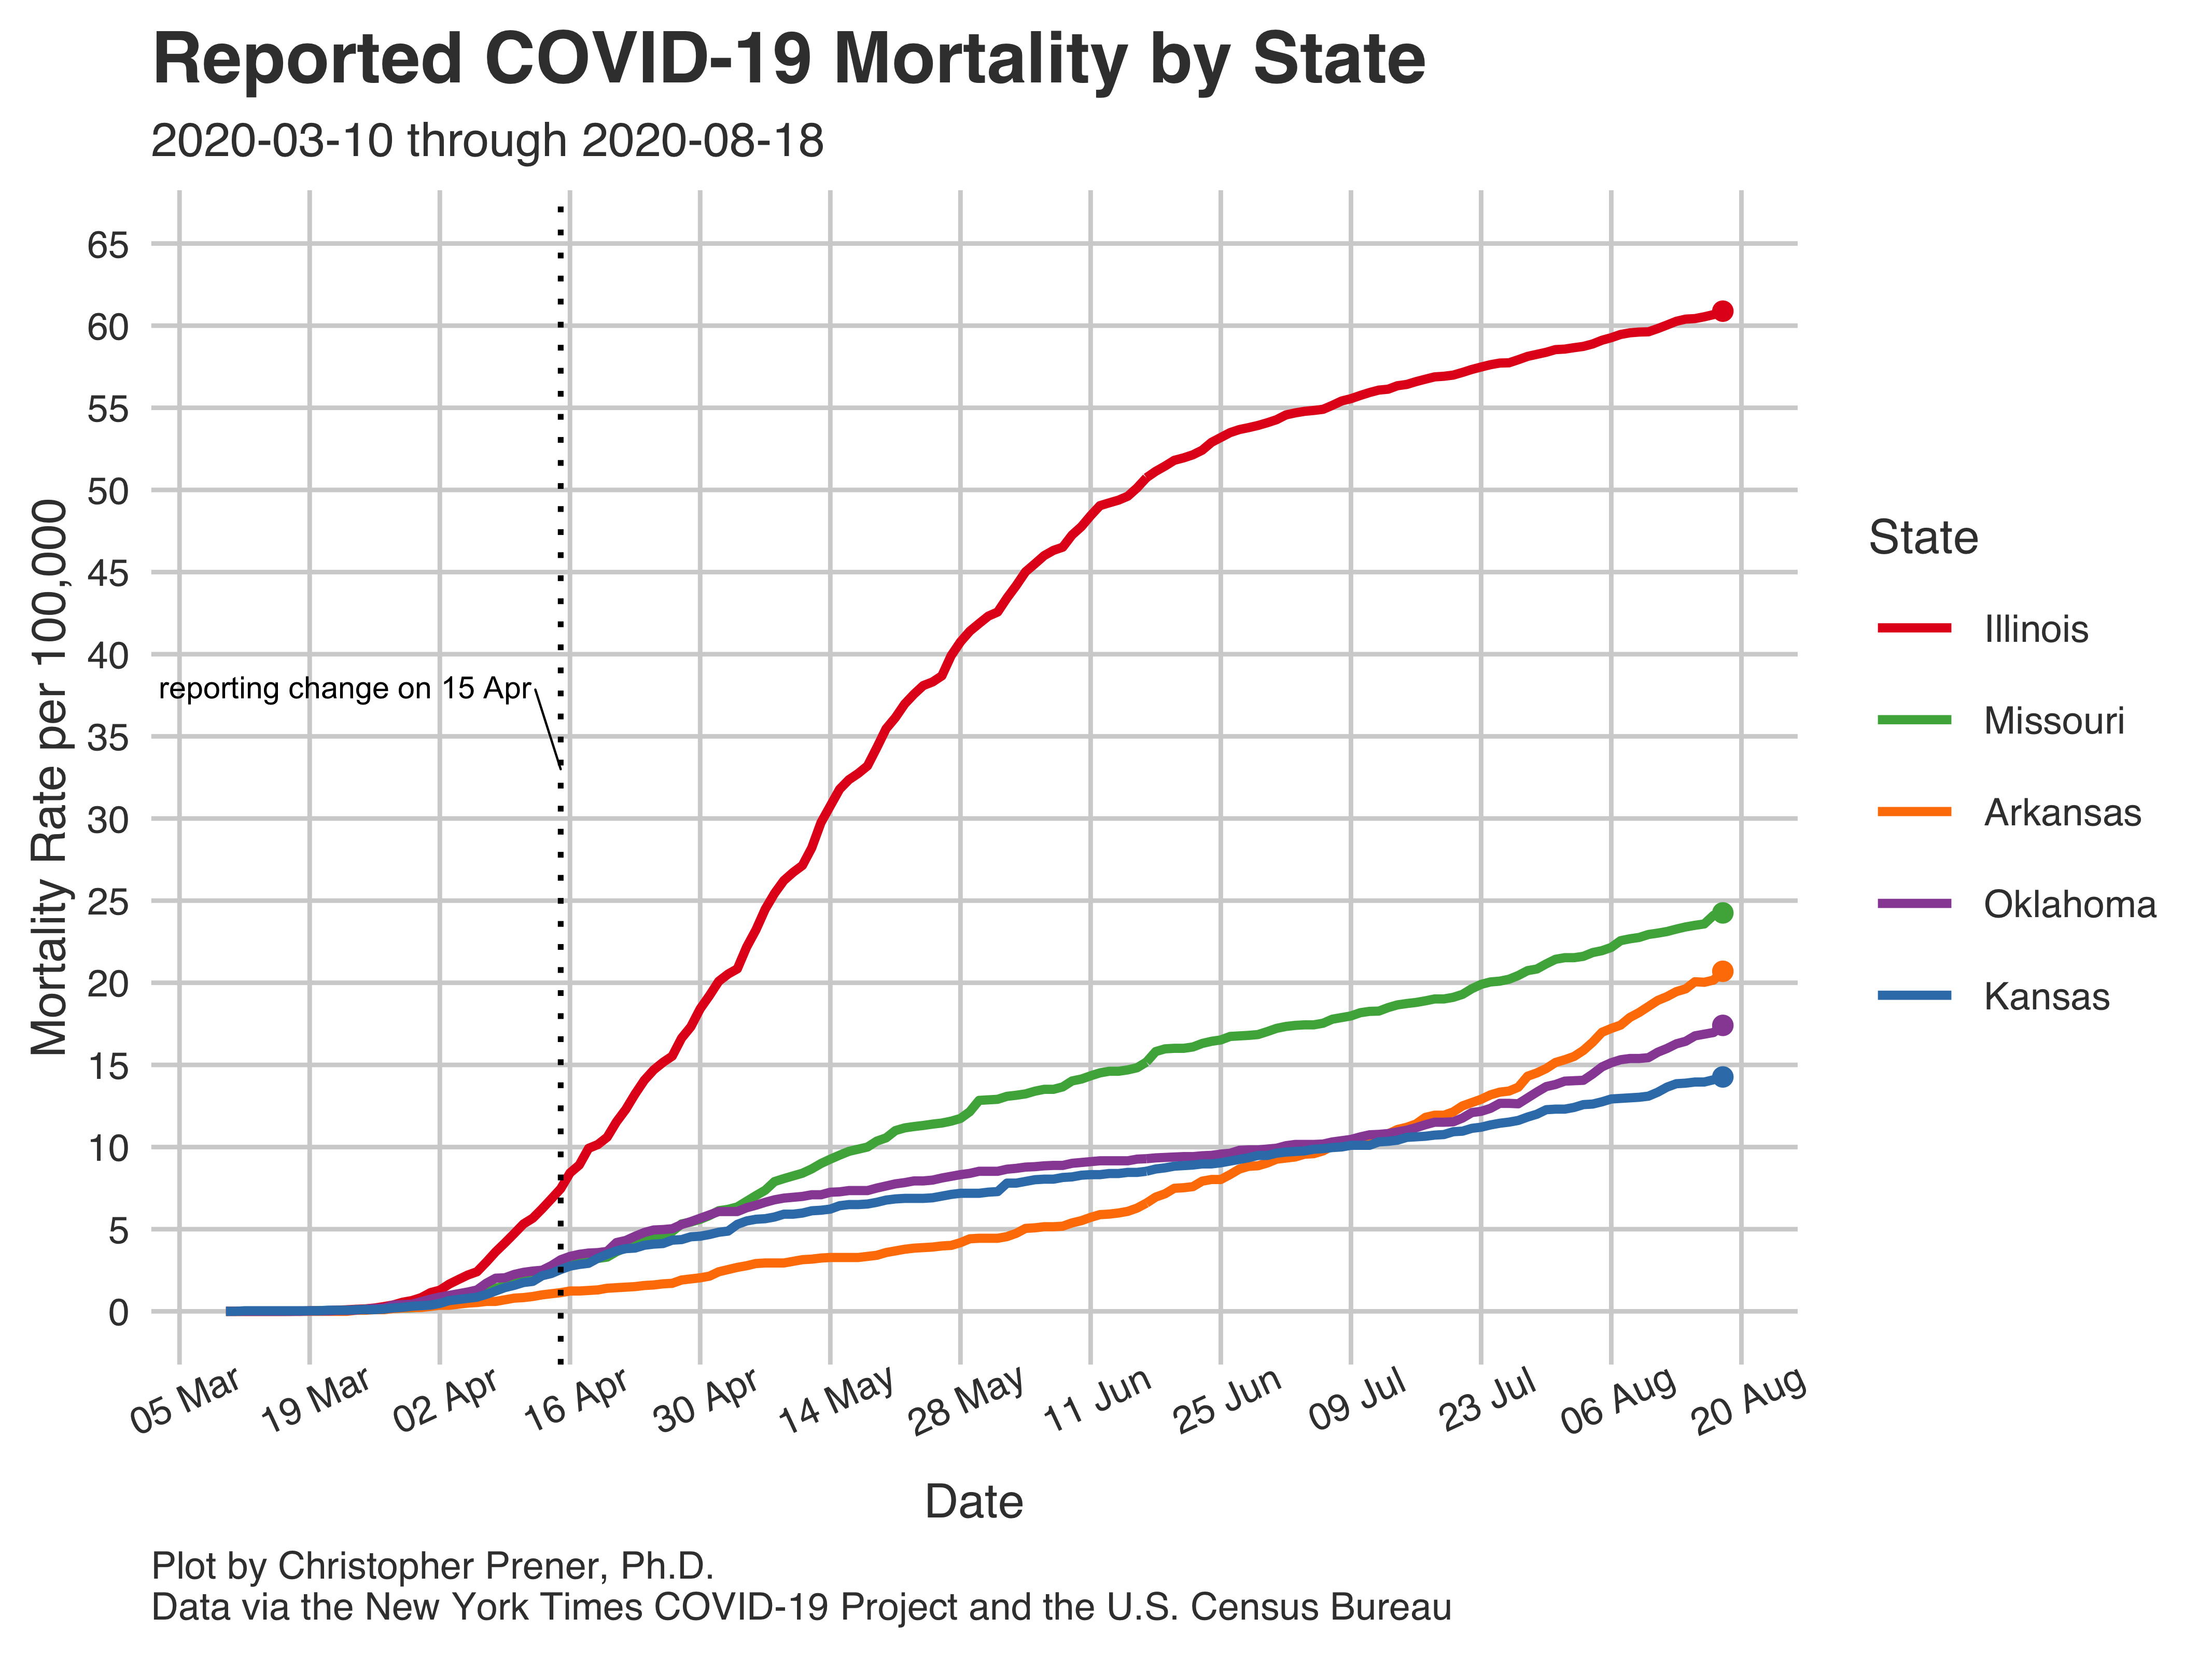 Reported COVID-19 Mortality by State
2020-03-10 through 2020-08-18
Mortality Rate per 100,000
65
60
55
50
45
40
35
30
25
20
15
10
5
0
reporting change on 15 Apr
05 Mar
19 Mar
02 Apr
16 Apr
30 Apr
14 May
28 May
11 Jun
25 Jun
09 Jul
23 Jul
06 Aug
20 Aug
Date
State
Illinois
Missouri
Arkansas
Oklahoma
Kansas
Plot by Christopher Prener, Ph.D.
Data via the New York Times COVID-19 Project and the U.S. Census Bureau